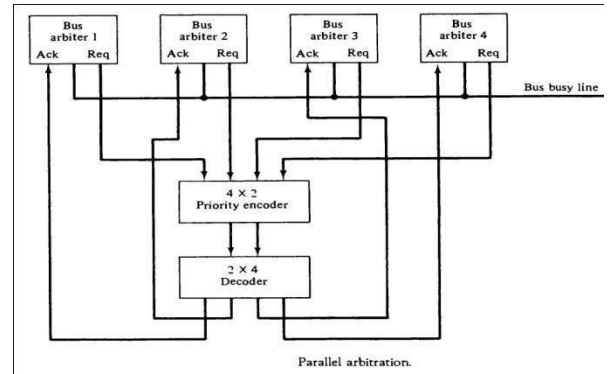 Bus
arbiter 1
Ack Req
Bus
arbiter 2
Ack Req
Bus
arbiter 3
Ack Req
Bus
arbiter 4
Ack Req
Bus busy line
4 × 2
Priority encoder
2 × 4
Decoder
Parallel arbitration.